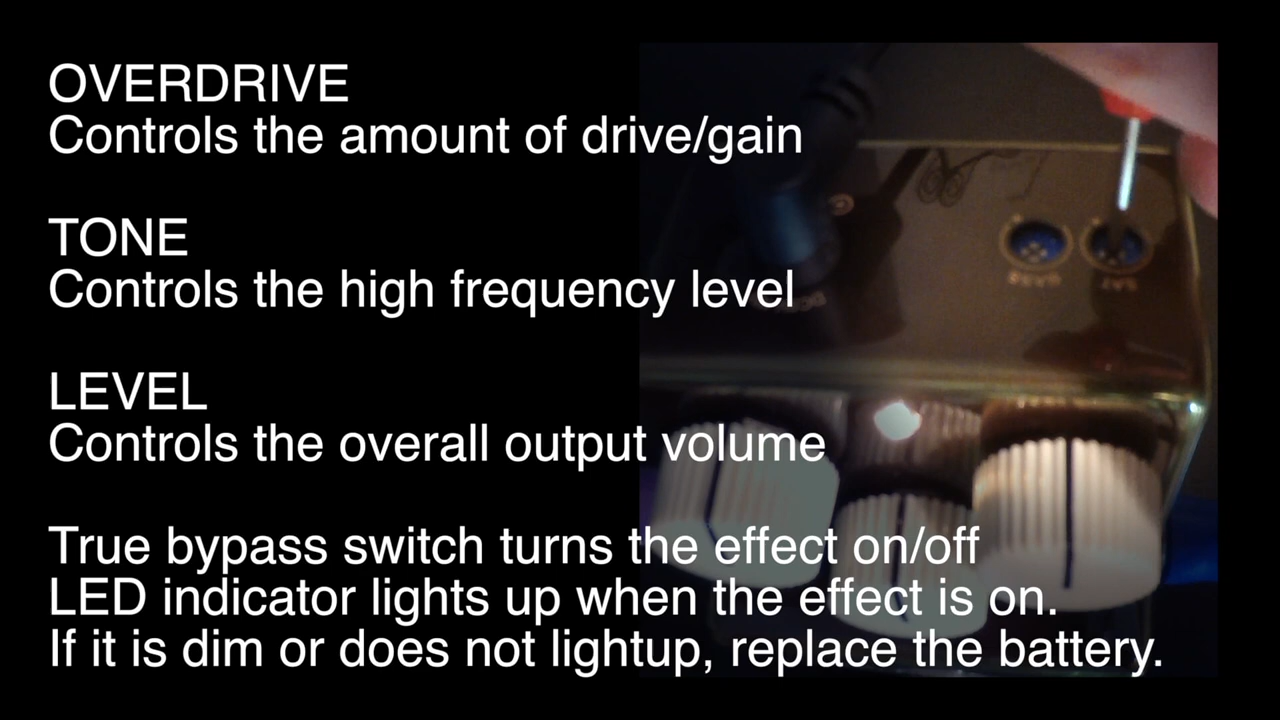 OVERDRIVE
Controls the amount of drive/gain
TONE
Controls the high frequency level
LEVEL
Controls the overall output volume
True bypass switch turns the effect on/off
LED indicator lights up when the effect is on.
If it is dim or does not lightup, replace the battery.
BASS
SAT